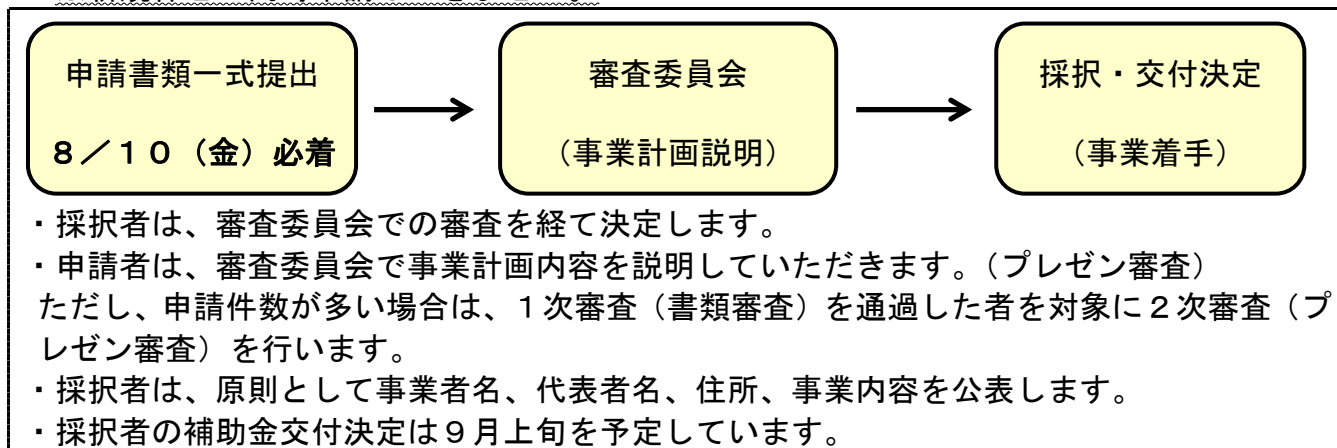 申請書類一式提出
8/10(金)必着
審査委員会
(事業計画説明)
採択・交付決定
(事業着手)
・採択者は、審査委員会での審査を経て決定します。
・申請者は、審査委員会で事業計画内容を説明していただきます。(プレゼン審査)
ただし、申請件数が多い場合は、1次審査(書類審査)を通過した者を対象に2次審査(プ
レゼン審査)を行います。
・採択者は、原則として事業者名、代表者名、住所、事業内容を公表します。
・採択者の補助金交付決定は9月上旬を予定しています。